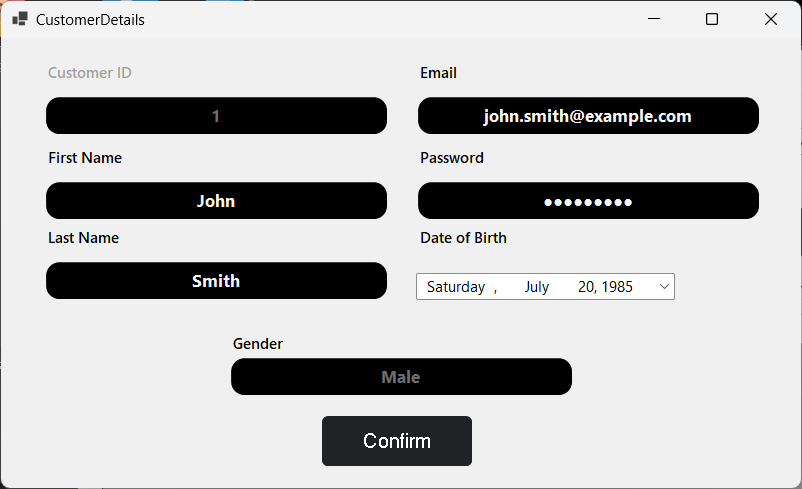 CustomerDetails
Customer ID
1
Email
john.smith@example.com
First Name
John
Password
●●●●●●●●●
Last Name
Smith
Date of Birth
Saturday , July 20, 1985
Gender
Male
Confirm